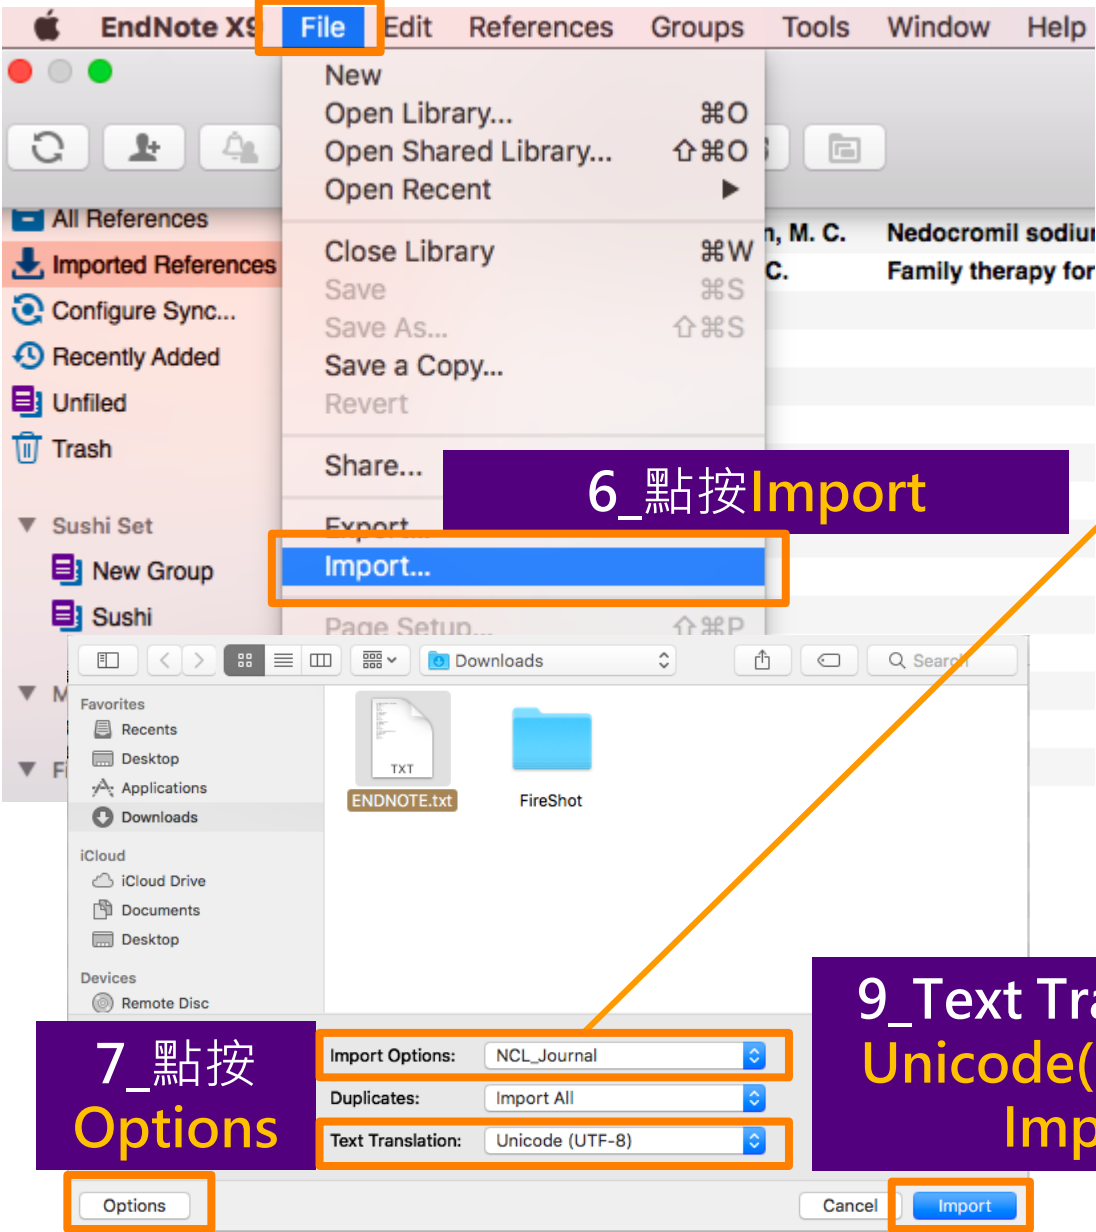 EndNote X9 File Edit References Groups Tools Window Help
New
Open Library... ⌘O
Open Shared Library... ⇧⌘O
Open Recent ▶
All References
Imported References
Configure Sync...
Recently Added
Unfiled
Trash
Close Library ⌘W
Save ⌘S
Save As... ⇧⌘S
Save a Copy...
Revert
Share...
Export...
Import...
Page Setup... ⇧⌘P
, M. C. Nedocromil
C. Family therapy for
6_點按Import
Sushi Set
New Group
Sushi
Downloads
Search
Favorites
Recents
Desktop
Applications
Downloads
iCloud
iCloud Drive
Documents
Desktop
Devices
Remote Disc
TXT
ENDNOTE.txt
FireShot
7_點按
Options
9_Text
Unicode(
Import Options: NCL_Journal
Duplicates: Import All
Text Translation: Unicode (UTF-8)
Options
Cancel
Import